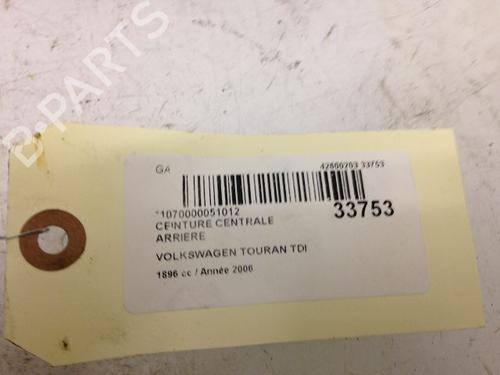 B-PARTS
GA
42600203 33753
*1070000051012
33753
CEINTURE CENTRALE
ARRIERE
VOLKSWAGEN TOURAN TDI
1896 cc / Année 2006